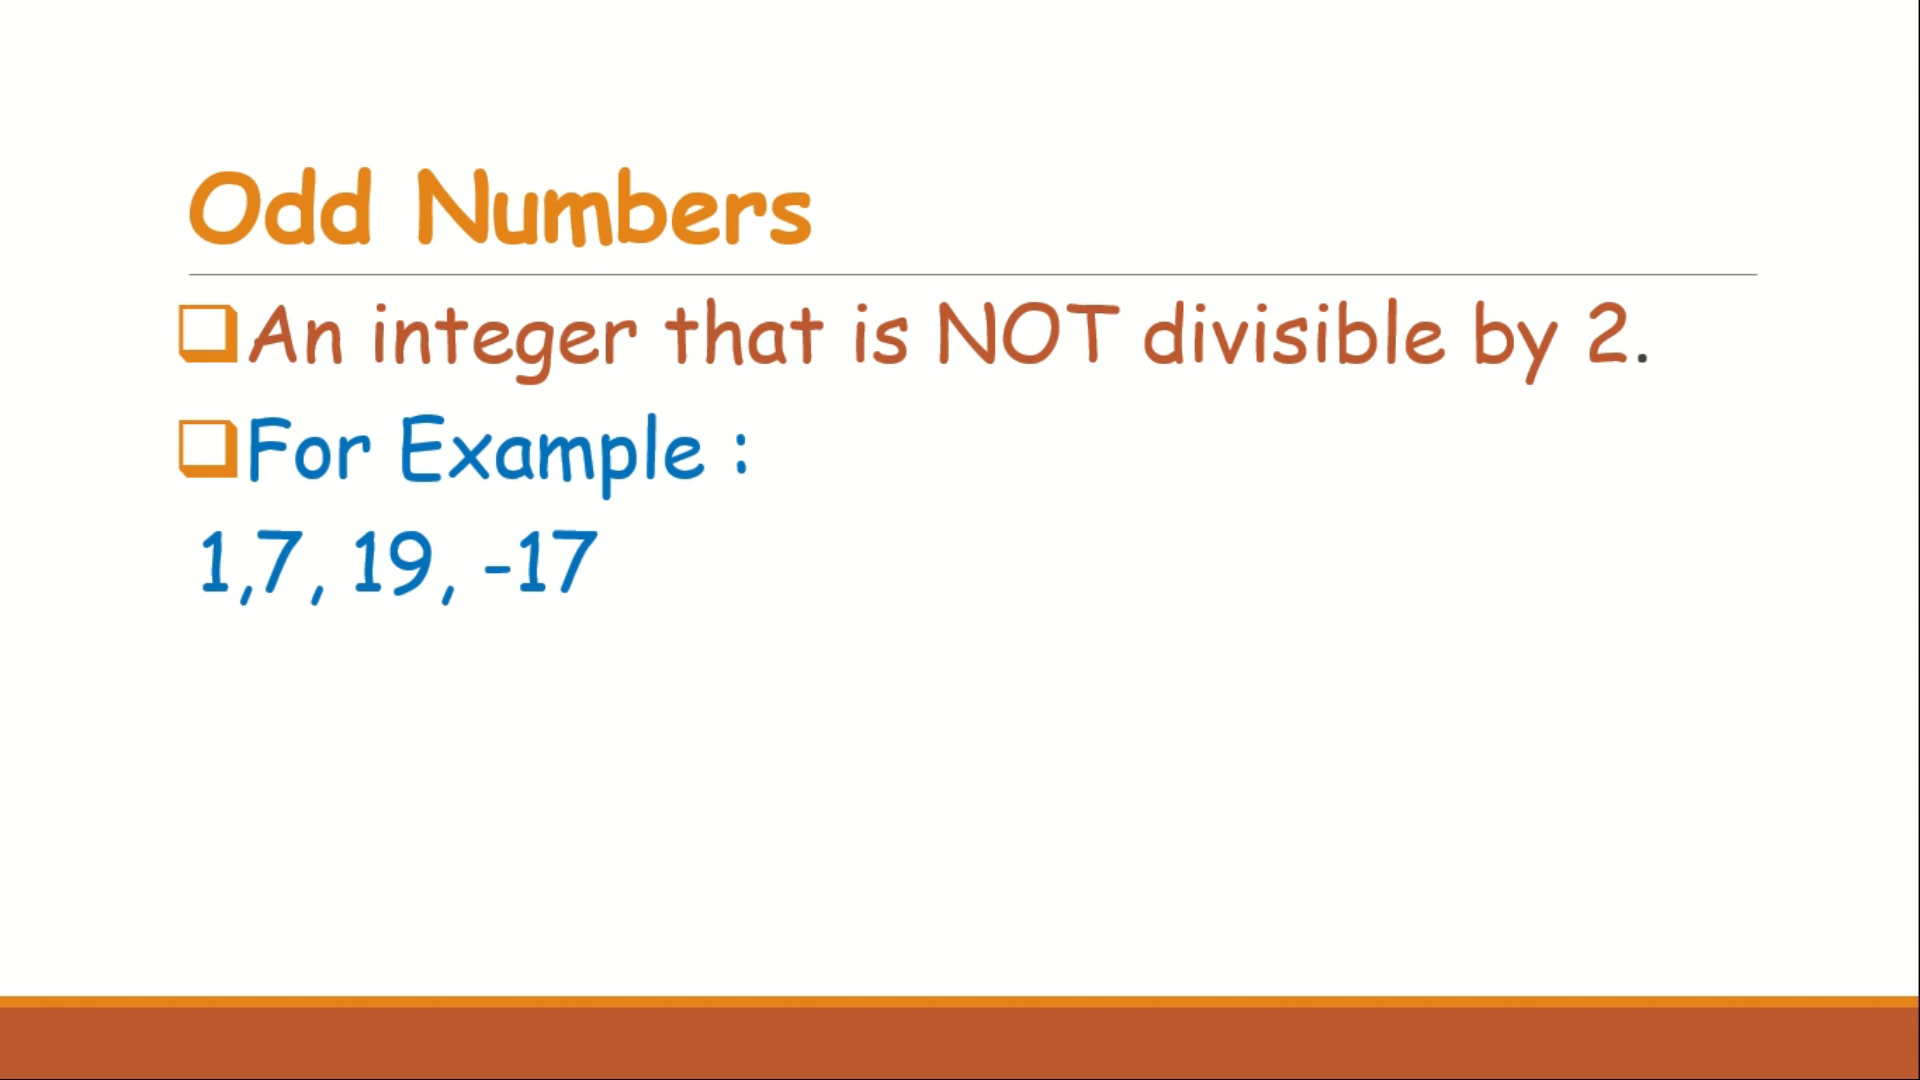 Odd Numbers
❑An integer that is NOT divisible by 2.
❑For Example :
1,7, 19, -17